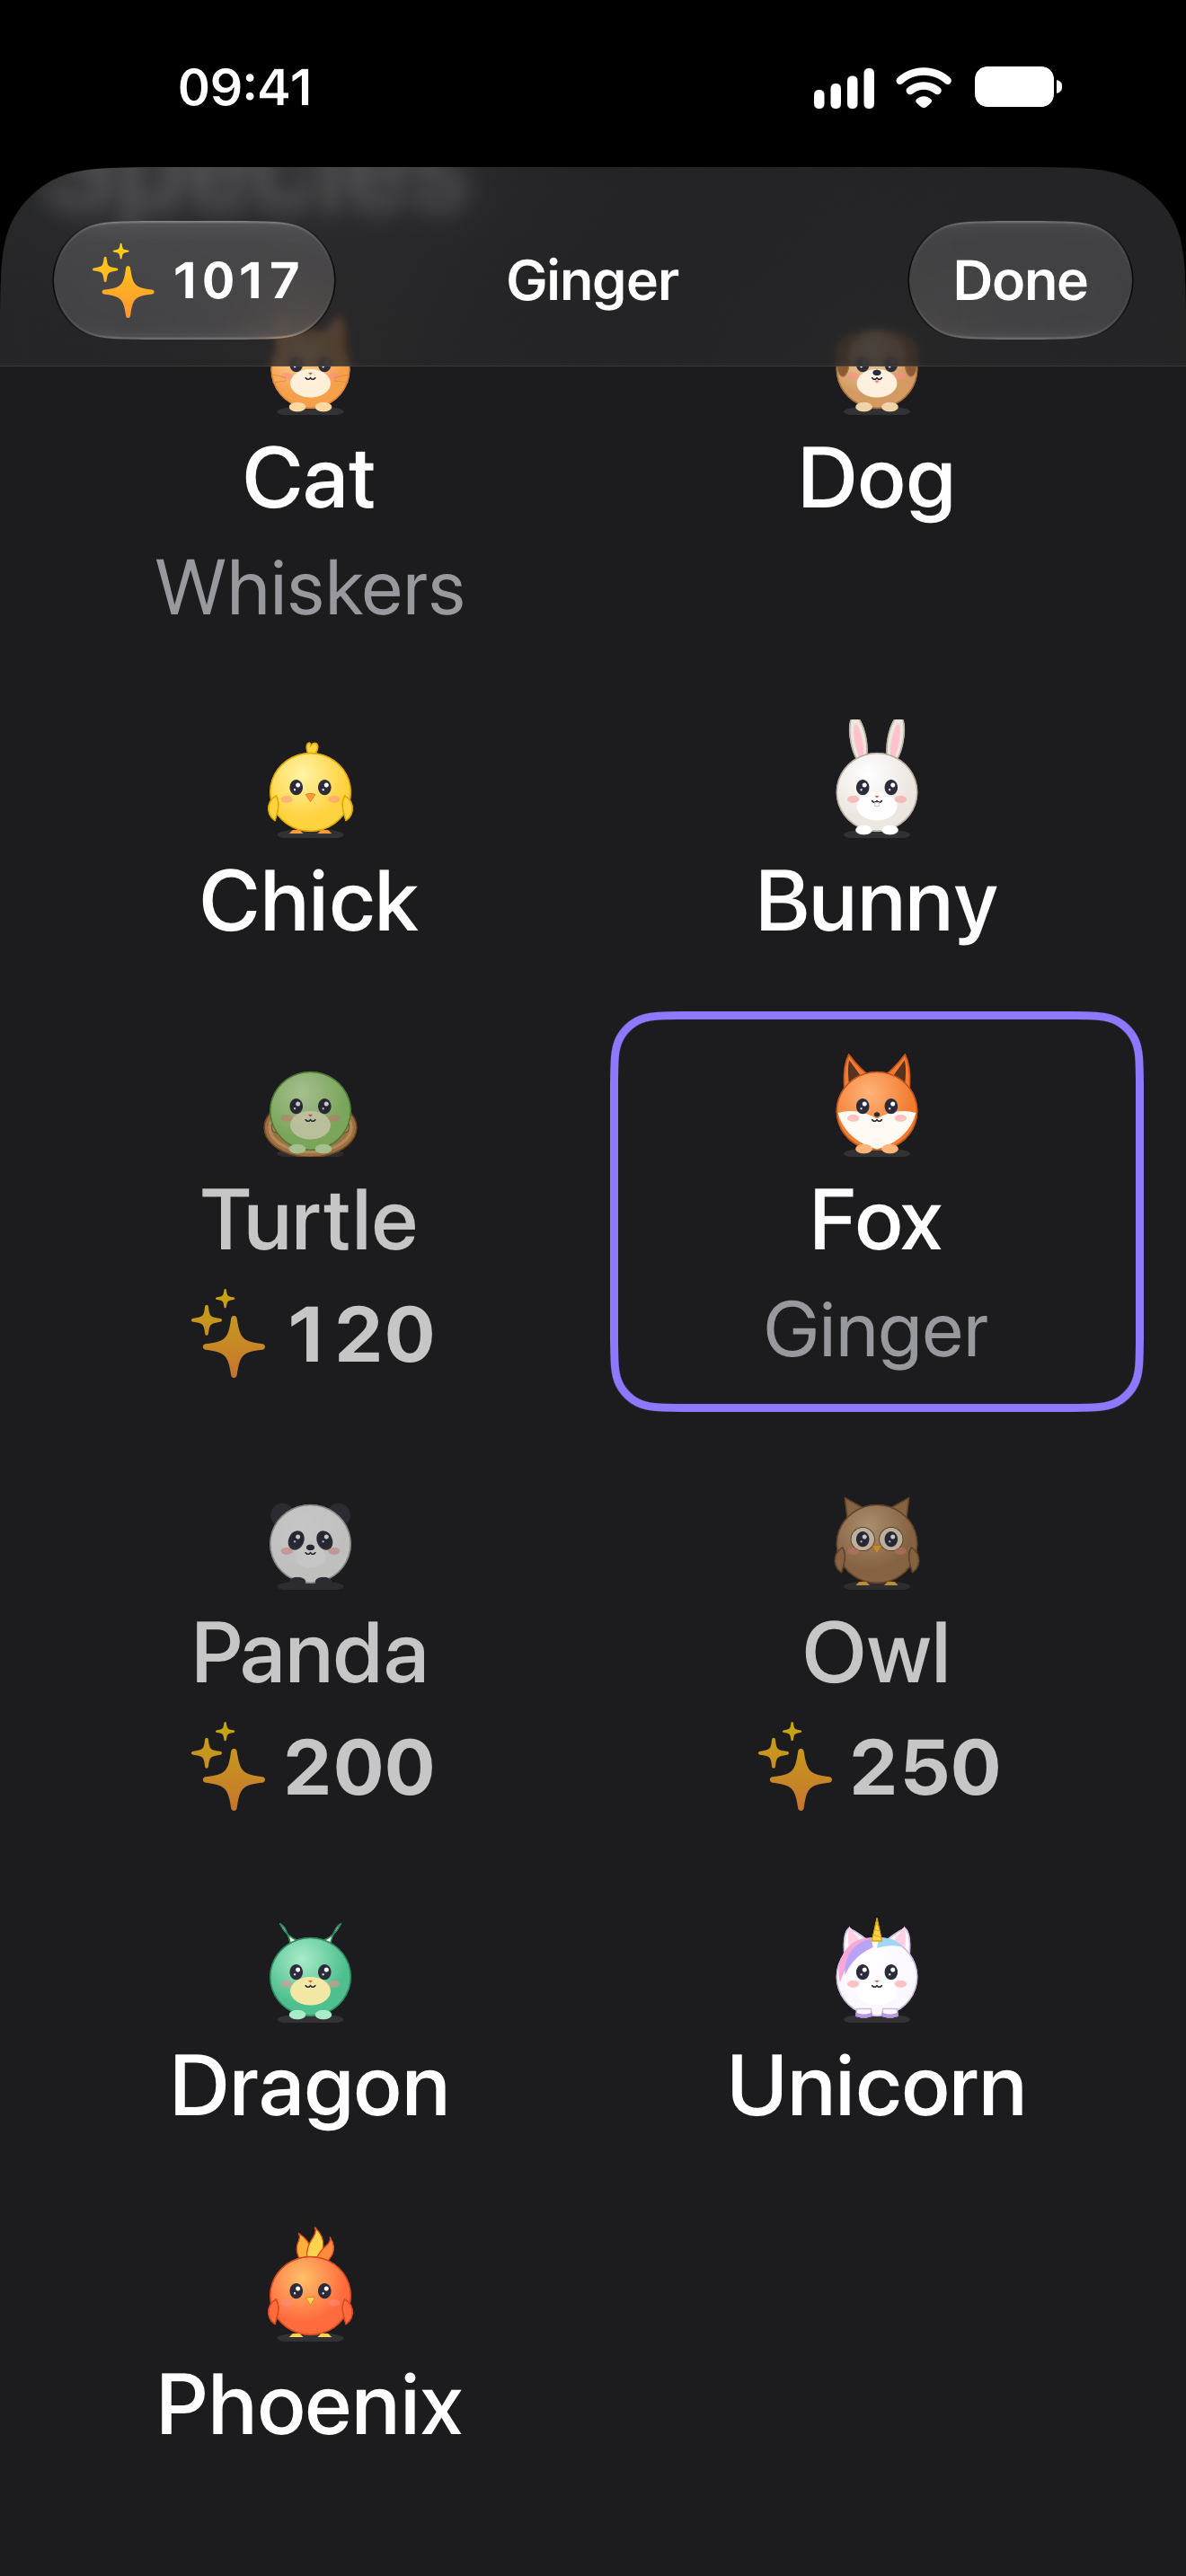 09:41
Species
1017
Ginger
Done
Cat
Dog
Whiskers
Chick
Bunny
Turtle
Fox
120
Ginger
Panda
Owl
200
250
Dragon
Unicorn
Phoenix